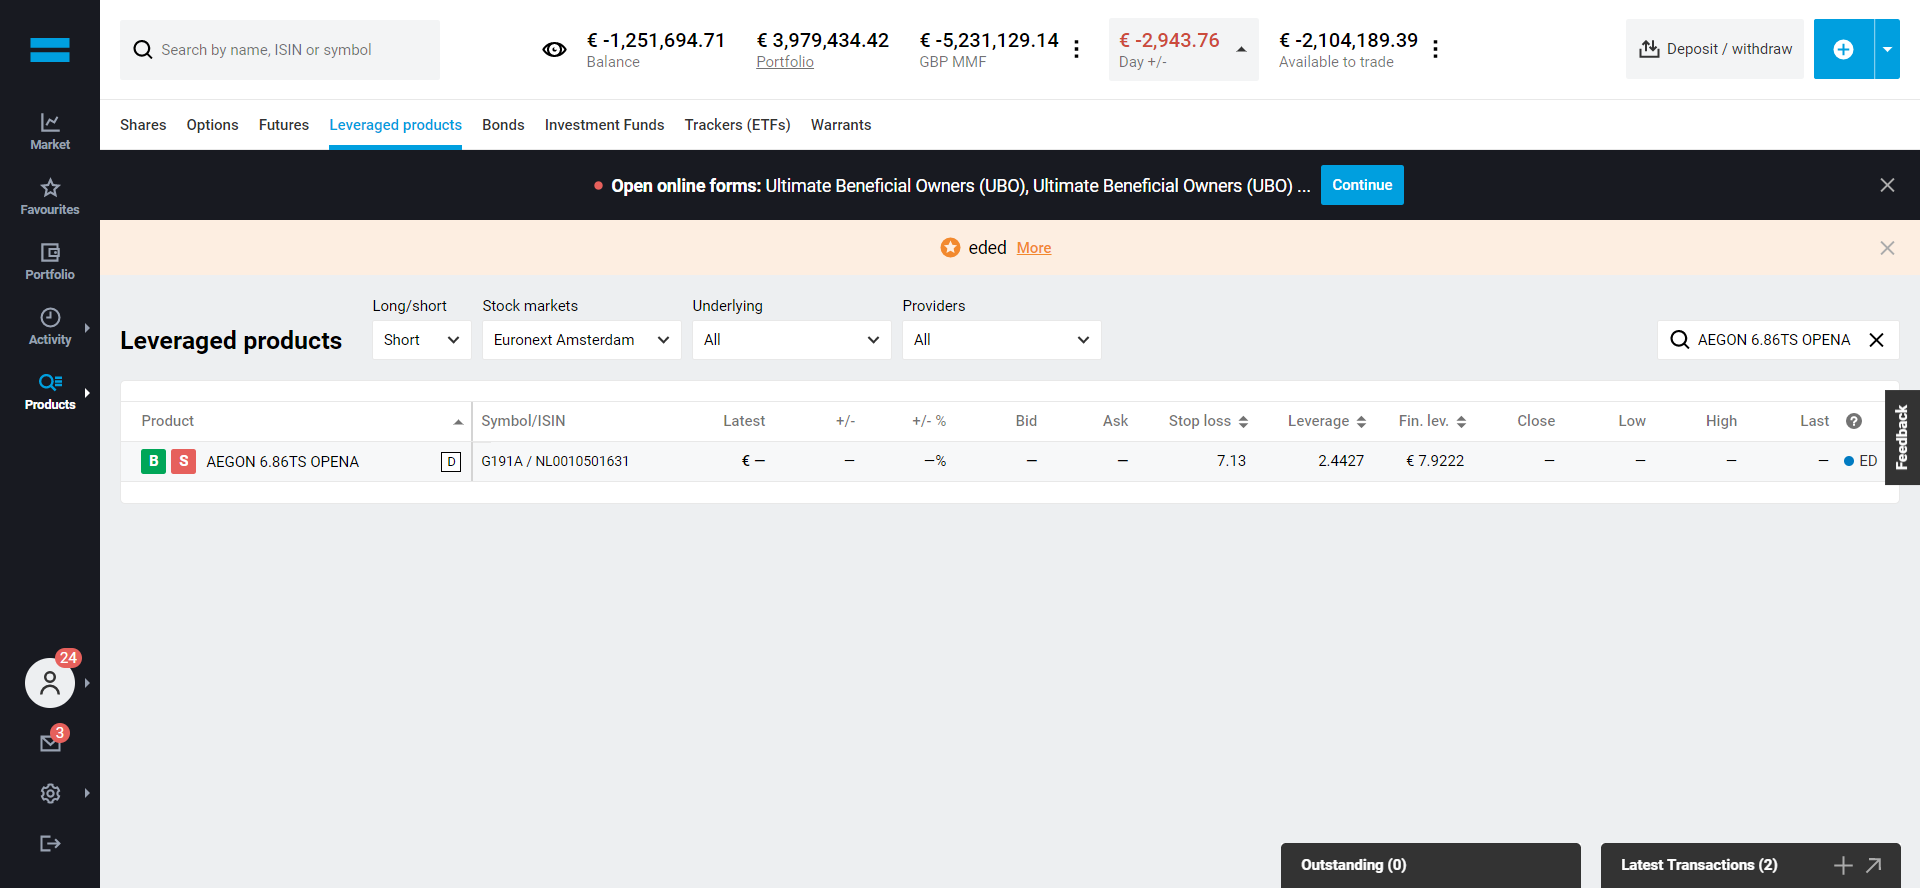 Search by name, ISIN or symbol
€ -1,251,694.71
Balance
€ 3,979,434.42
Portfolio
€ -5,231,129.14
GBP MMF
€ -2,943.76
Day +/-
€ -2,104,189.39
Available to trade
Deposit / withdraw
Market
Favourites
Portfolio
Activity
Products
24
3
Shares Options Futures Leveraged products Bonds Investment Funds Trackers (ETFs) Warrants
Open online forms: Ultimate Beneficial Owners (UBO), Ultimate Beneficial Owners (UBO) ... Continue
eded More
Leveraged products
Long/short
Short
Stock markets
Euronext Amsterdam
Underlying
All
Providers
All
AEGON 6.86TS OPENA
Product Symbol/ISIN Latest +/- +/- % Bid Ask Stop loss Leverage Fin. lev. Close Low High Last ?
B S AEGON 6.86TS OPENA D G191A / NL0010501631 € — — —% — — 7.13 2.4427 € 7.9222 — — — — ED
Feedback
Outstanding (0)
Latest Transactions (2)